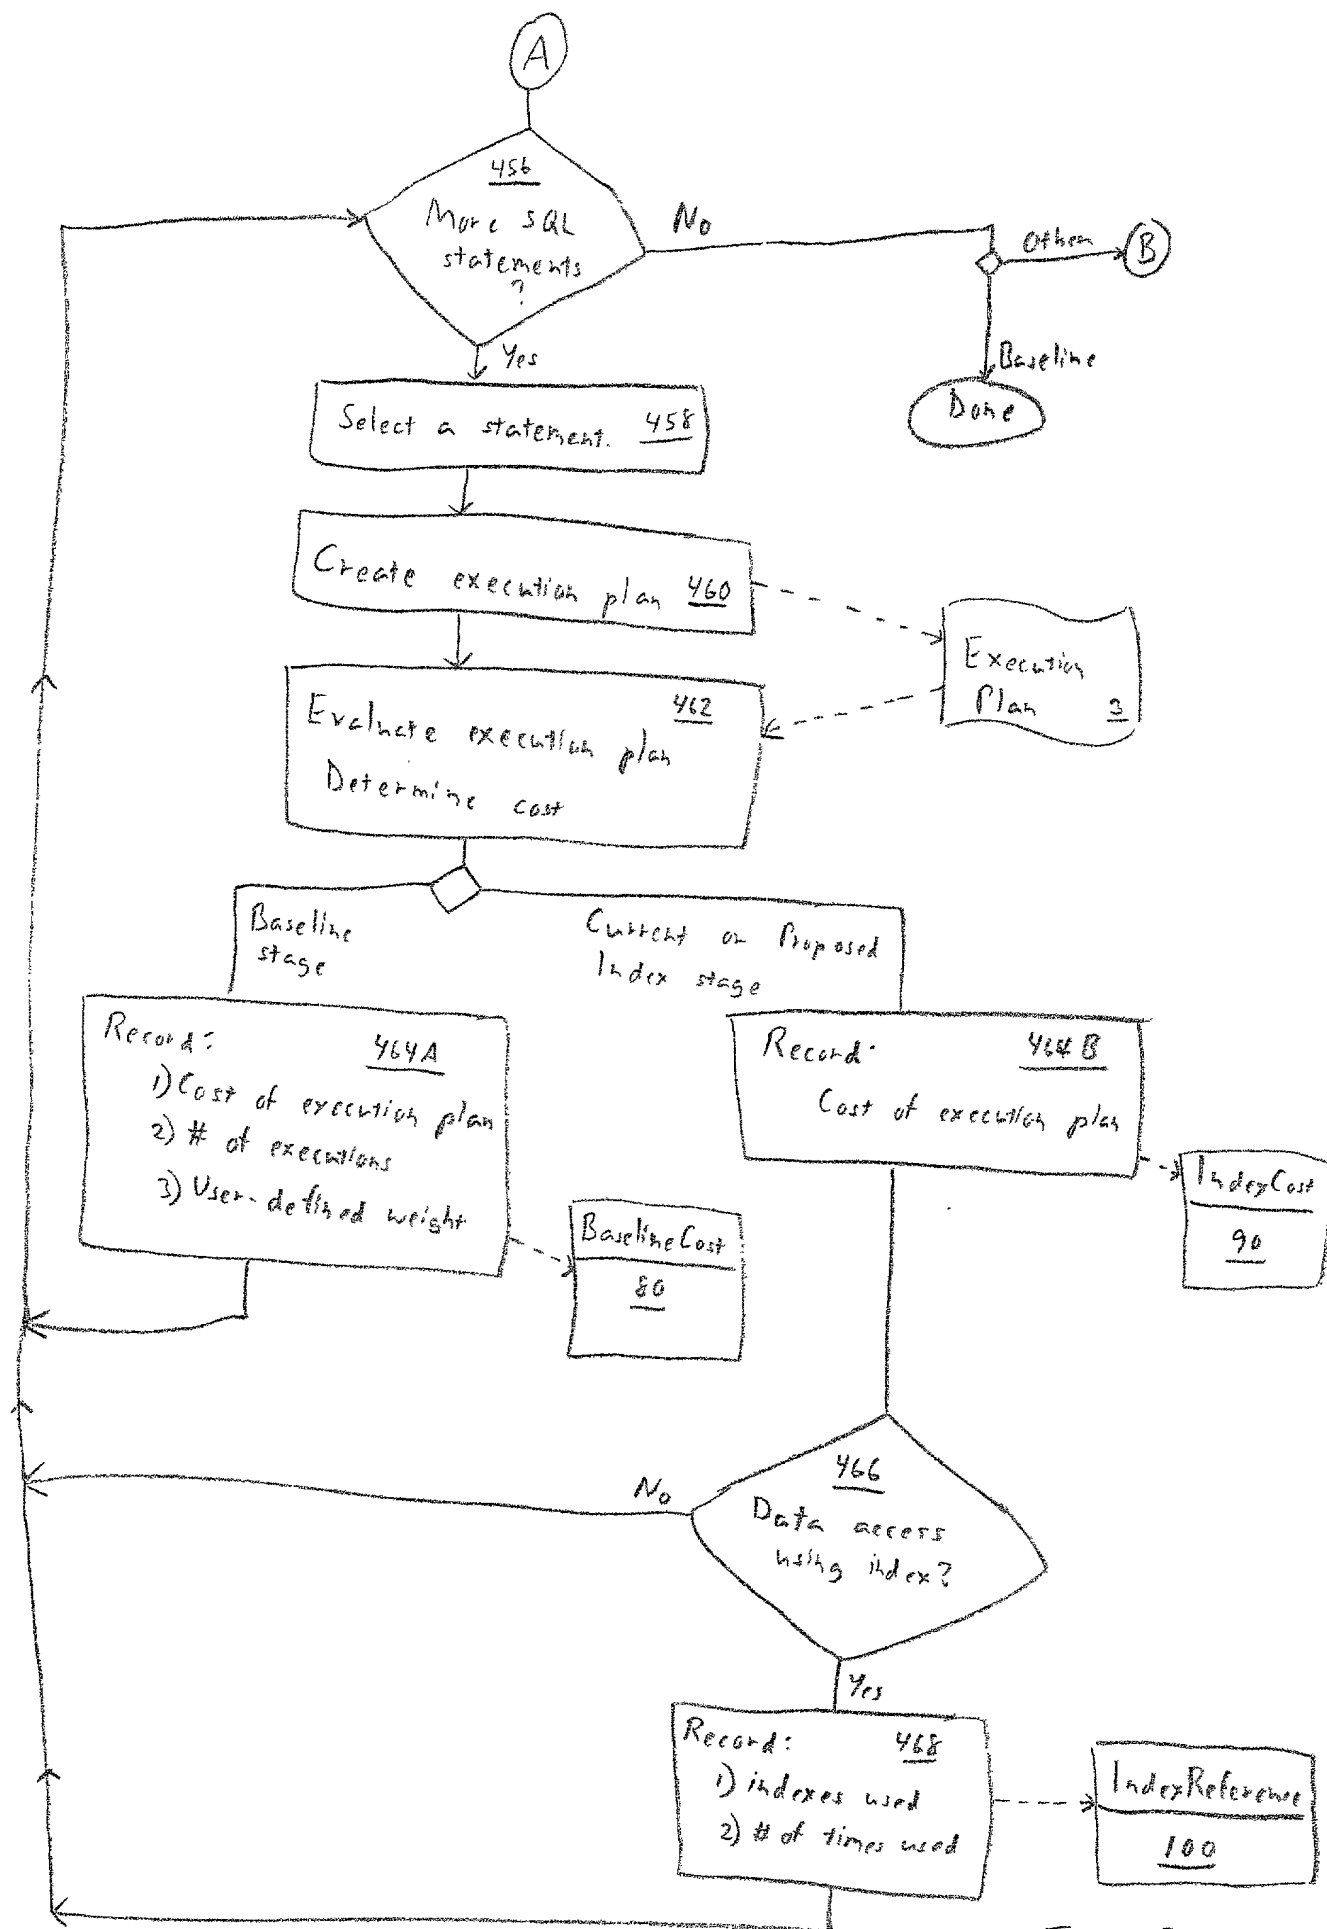 A
456
More SQL
statements
?
No
Other
B
Yes
Baseline
Done
Select a statement. 458
Create execution plan 460
Execution
Plan 3
462
Evaluate execution plan
Determine cost
Baseline
stage
Current or Proposed
Index stage
Record: 464A
1) Cost of execution plan
2) # of executions
3) User-defined weight
Record: 464B
Cost of execution plan
IndexCost
90
BaselineCost
80
466
Data access
using index?
No
Yes
Record: 468
1) indexes used
2) # of times used
IndexReference
100